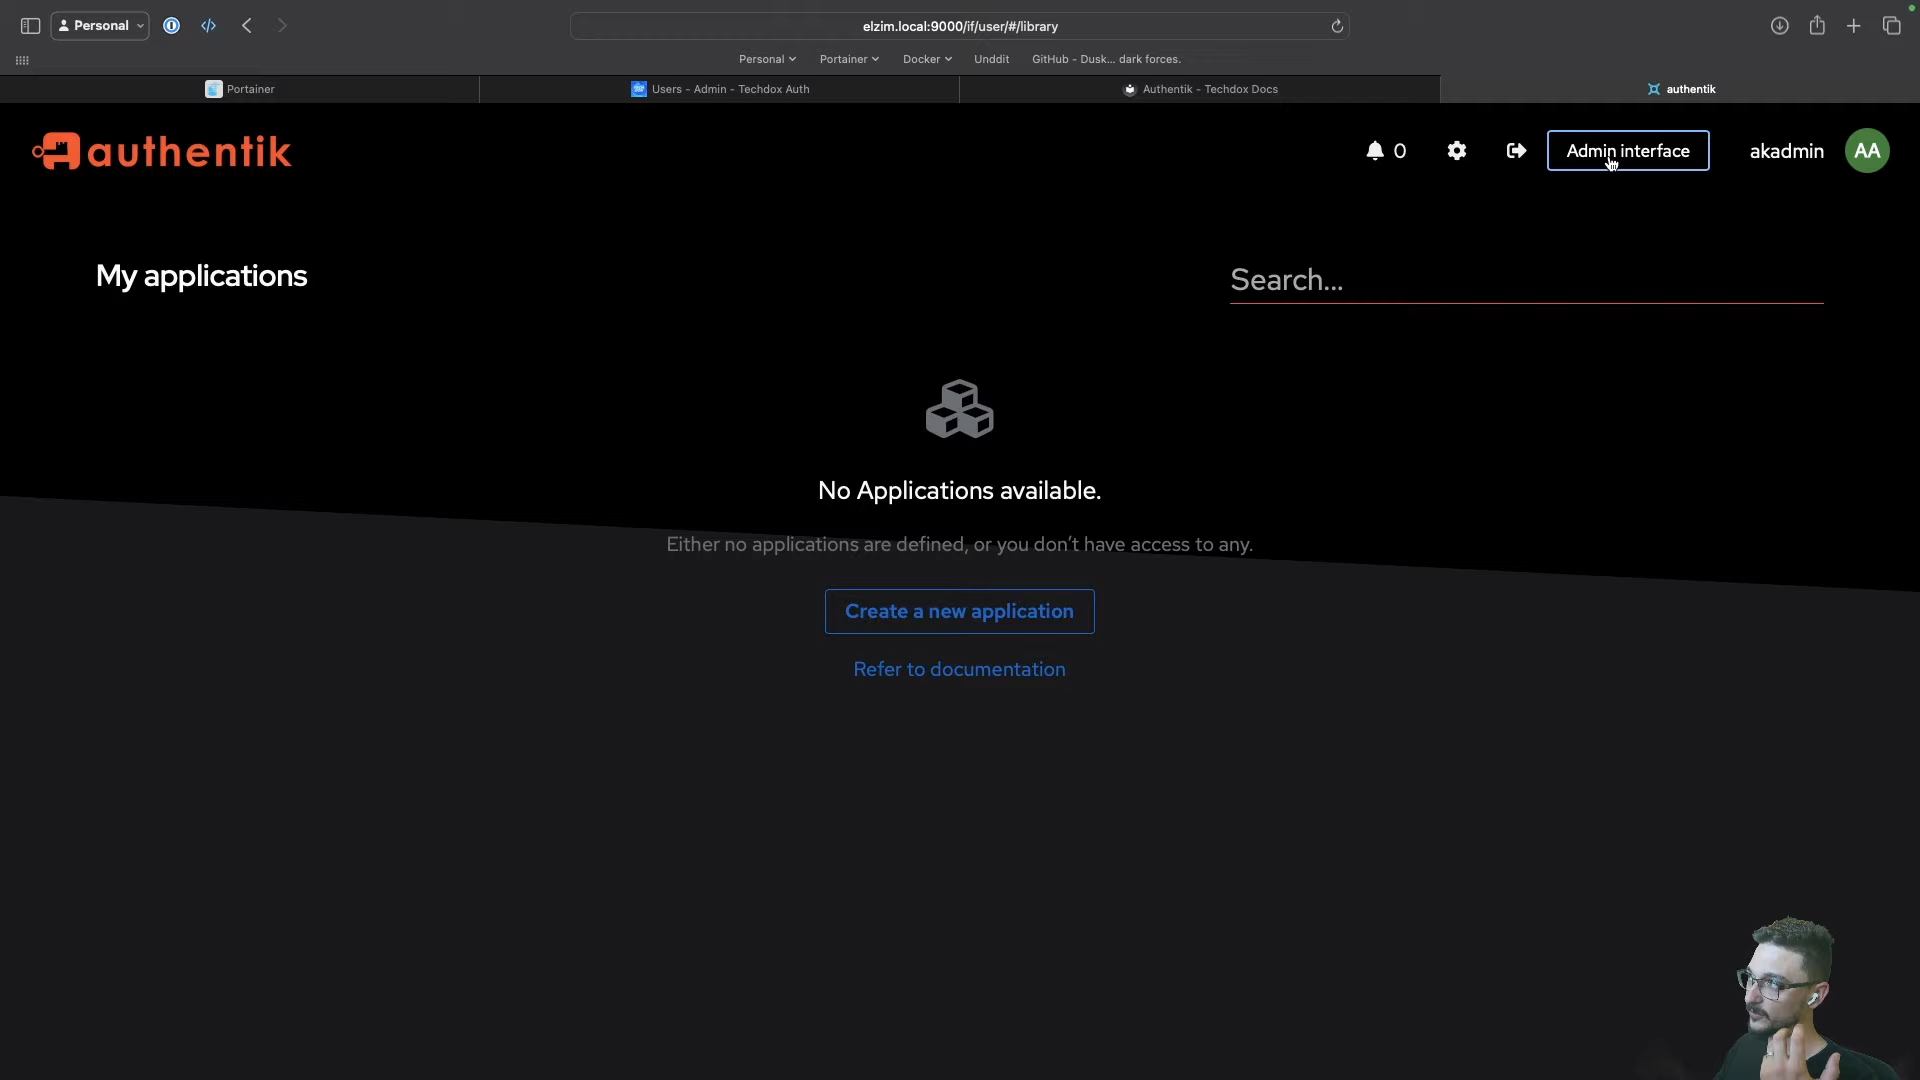 Personal
elzim.local:9000/if/user/#/library
Personal Portainer Docker Unddit GitHub - Dusk... dark forces.
Portainer
Users - Admin - Techdox Auth
Authentik - Techdox Docs
authentik
authentik
0
Admin interface
akadmin
AA
My applications
Search...
No Applications available.
Either no applications are defined, or you don't have access to any.
Create a new application
Refer to documentation